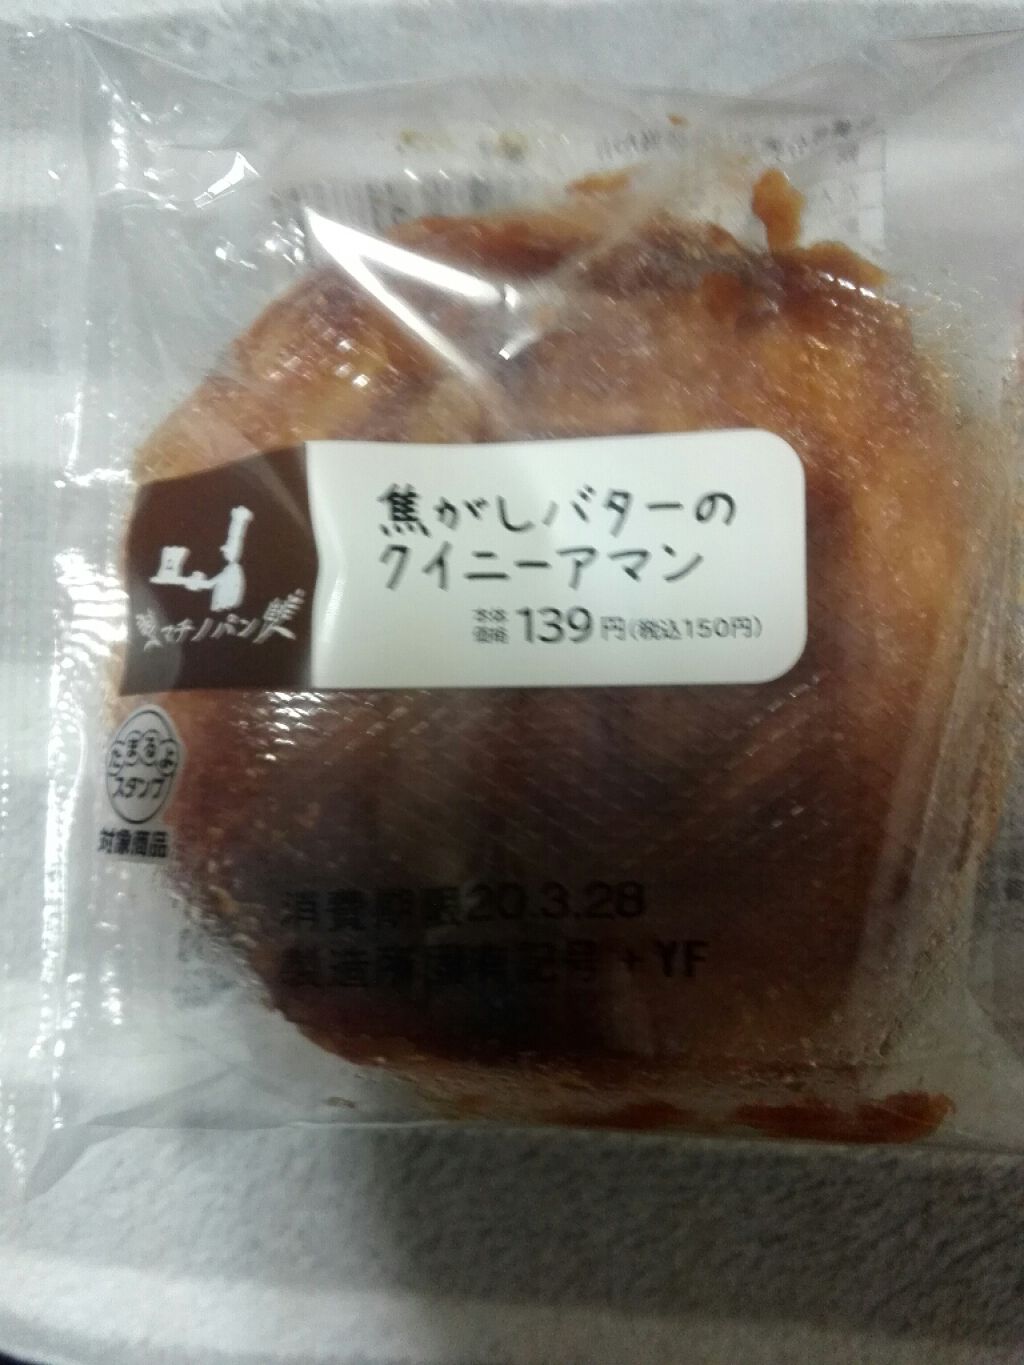 焦がしバターの
クイニーアマン
本体価格 139円(税込150円)
マチノパン
たまるよ
スタンプ
対象商品
消費期限20.3.28
製造所固有記号 +YF